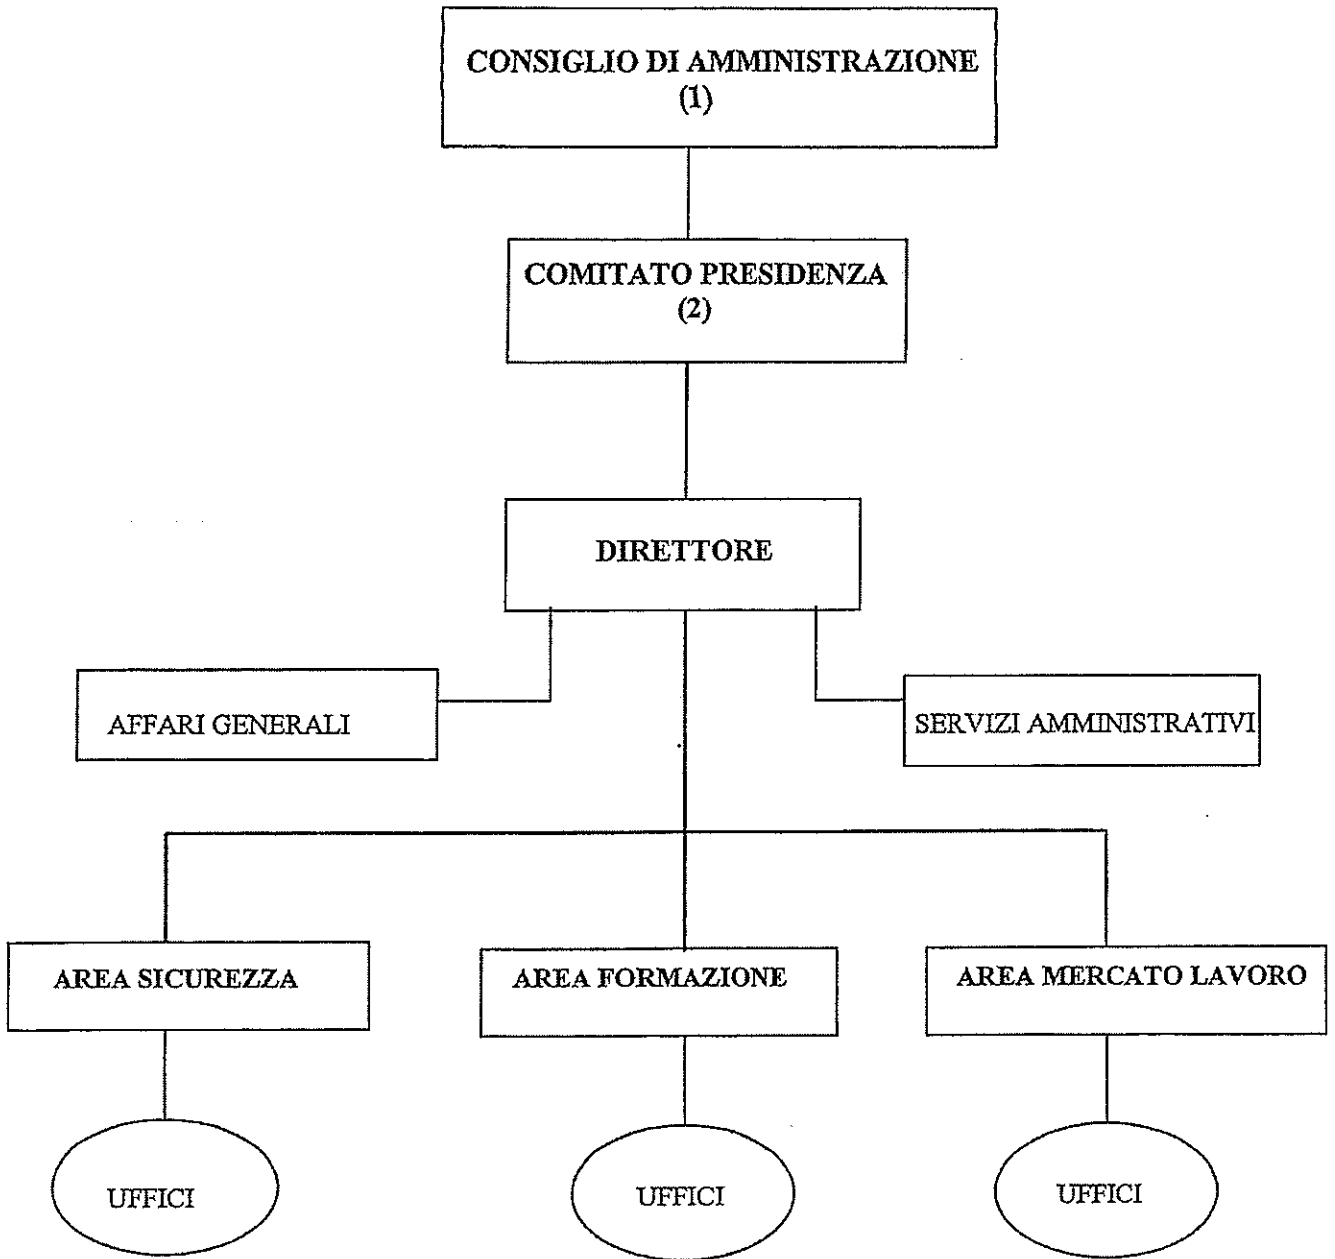 CONSIGLIO DI AMMINISTRAZIONE
(1)
COMITATO PRESIDENZA
(2)
DIRETTORE
AFFARI GENERALI
SERVIZI AMMINISTRATIVI
AREA SICUREZZA
AREA FORMAZIONE
AREA MERCATO LAVORO
UFFICI
UFFICI
UFFICI